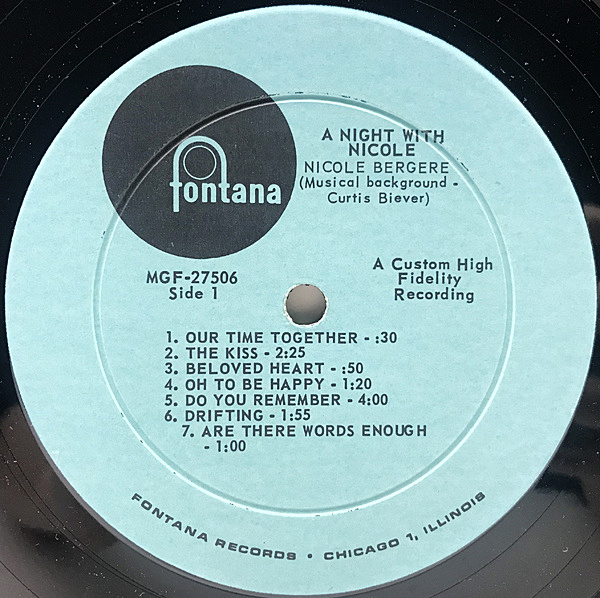 fontana
A NIGHT WITH
NICOLE
NICOLE BERGERE
(Musical background -
Curtis Biever)
MGF-27506
Side 1
A Custom High
Fidelity
Recording
1. OUR TIME TOGETHER - :30
2. THE KISS - 2:25
3. BELOVED HEART - :50
4. OH TO BE HAPPY - 1:20
5. DO YOU REMEMBER - 4:00
6. DRIFTING - 1:55
7. ARE THERE WORDS ENOUGH
- 1:00
FONTANA RECORDS • CHICAGO 1, ILLINOIS